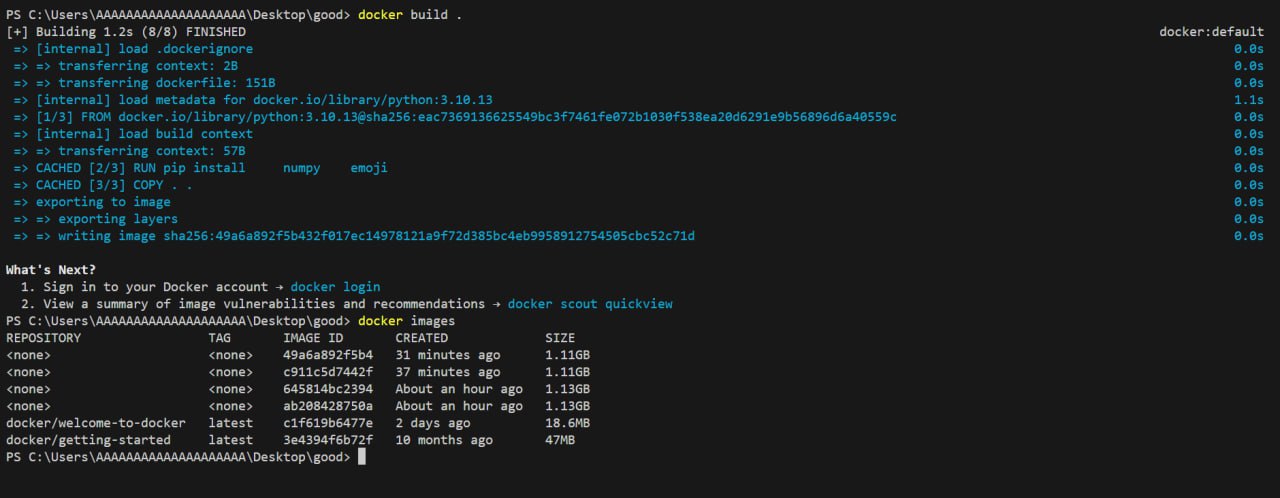 PS C:\Users\AAAAAAAAAAAAAAAAAAAA\Desktop\good> docker build .
[+] Building 1.2s (8/8) FINISHED docker:default
=> [internal] load .dockerignore 0.0s
=> => transferring context: 2B 0.0s
=> => transferring dockerfile: 151B 0.0s
=> [internal] load metadata for docker.io/library/python:3.10.13 1.1s
=> [1/3] FROM docker.io/library/python:3.10.13@sha256:eac7369136625549bc3f7461fe072b1030f538ea20d6291e9b56896d6a40559c 0.0s
=> [internal] load build context 0.0s
=> => transferring context: 57B 0.0s
=> CACHED [2/3] RUN pip install     numpy    emoji 0.0s
=> CACHED [3/3] COPY . . 0.0s
=> exporting to image 0.0s
=> => exporting layers 0.0s
=> => writing image sha256:49a6a892f5b432f017ec14978121a9f72d385bc4eb9958912754505cbc52c71d 0.0s
What's Next?
1. Sign in to your Docker account → docker login
2. View a summary of image vulnerabilities and recommendations → docker scout quickview
PS C:\Users\AAAAAAAAAAAAAAAAAAAA\Desktop\good> docker images
REPOSITORY TAG IMAGE ID CREATED SIZE
<none> <none> 49a6a892f5b4 31 minutes ago 1.11GB
<none> <none> c911c5d7442f 37 minutes ago 1.11GB
<none> <none> 645814bc2394 About an hour ago 1.13GB
<none> <none> ab208428750a About an hour ago 1.13GB
docker/welcome-to-docker latest c1f619b6477e 2 days ago 18.6MB
docker/getting-started latest 3e4394f6b72f 10 months ago 47MB
PS C:\Users\AAAAAAAAAAAAAAAAAAAA\Desktop\good>